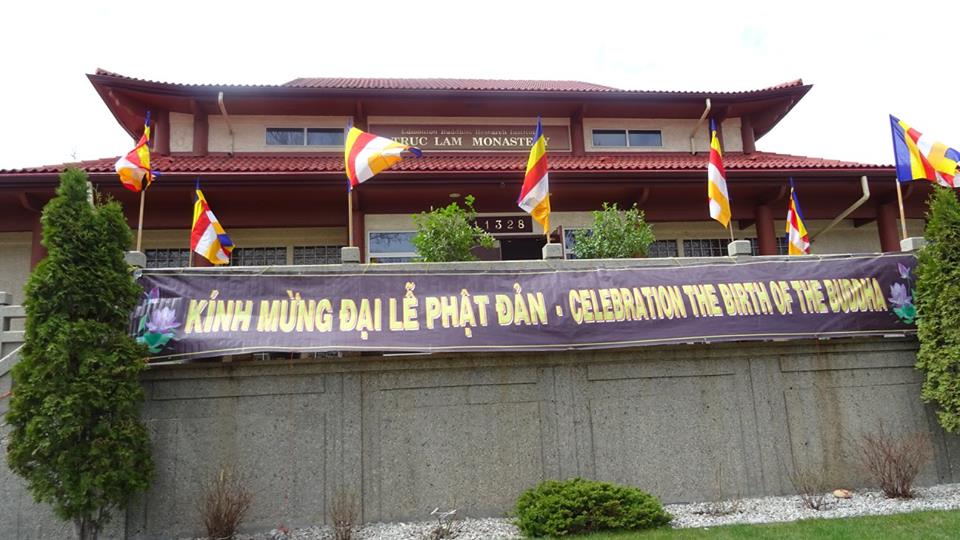 Edmonton Buddhist Research Institute
TRUC LAM MONASTERY
11328
KÍNH MỪNG ĐẠI LỄ PHẬT ĐẢN - CELEBRATION THE BIRTH OF THE BUDDHA